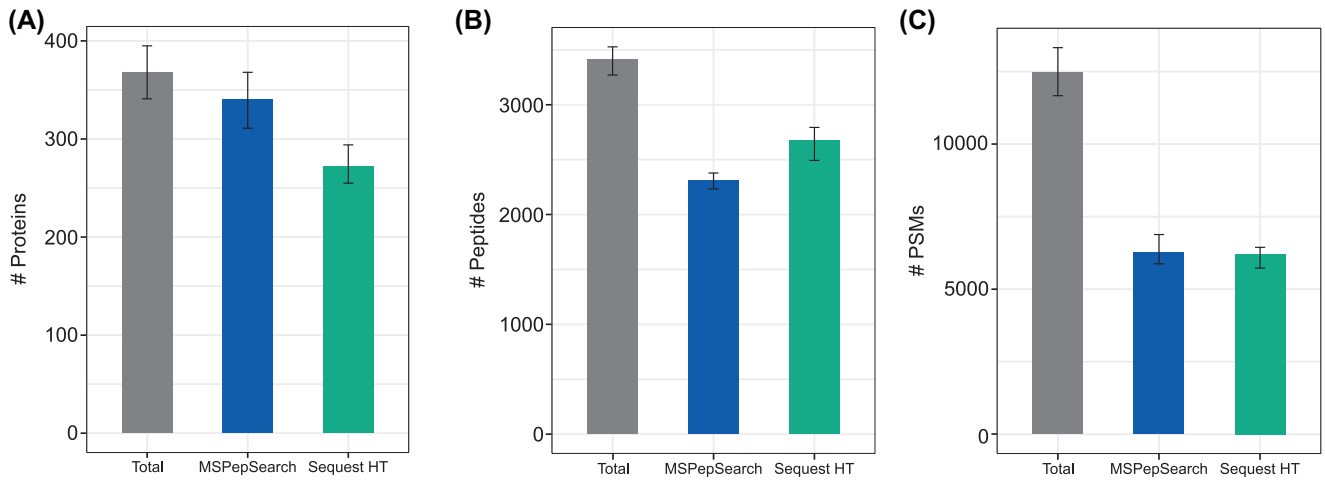 (A)
# Proteins
400
300
200
100
0
Total MSPepSearch Sequest HT
(B)
# Peptides
3000
2000
1000
0
Total MSPepSearch Sequest HT
(C)
# PSMs
10000
5000
0
Total MSPepSearch Sequest HT